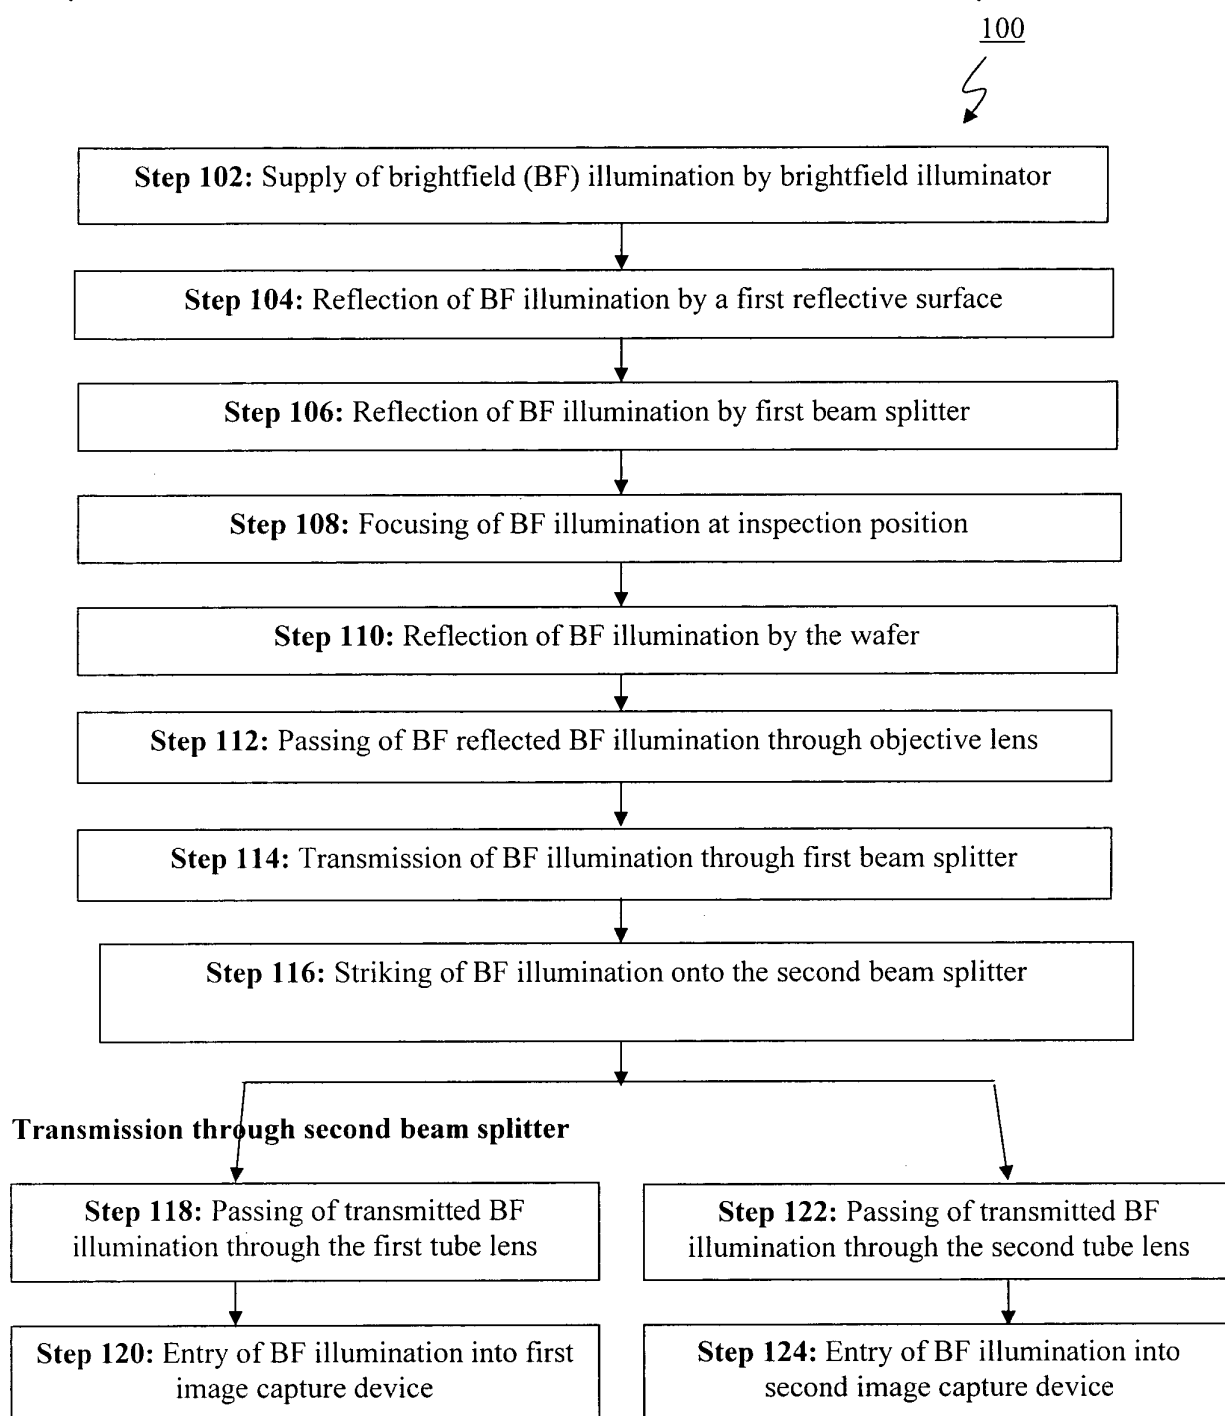 100
Step 102: Supply of brightfield (BF) illumination by brightfield illuminator
Step 104: Reflection of BF illumination by a first reflective surface
Step 106: Reflection of BF illumination by first beam splitter
Step 108: Focusing of BF illumination at inspection position
Step 110: Reflection of BF illumination by the wafer
Step 112: Passing of BF reflected BF illumination through objective lens
Step 114: Transmission of BF illumination through first beam splitter
Step 116: Striking of BF illumination onto the second beam splitter
Transmission through second beam splitter
Step 118: Passing of transmitted BF
illumination through the first tube lens
Step 122: Passing of transmitted BF
illumination through the second tube lens
Step 120: Entry of BF illumination into first
image capture device
Step 124: Entry of BF illumination into
second image capture device